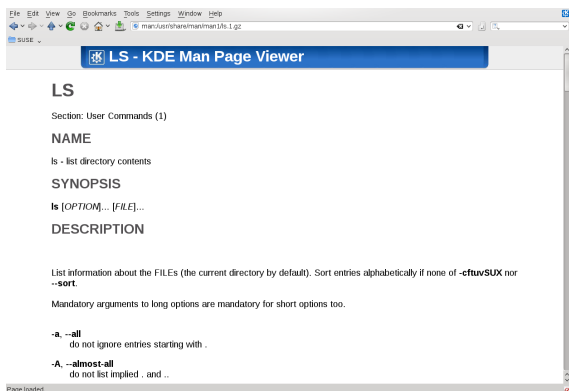 File Edit View Go Bookmarks Tools Settings Window Help
man:/usr/share/man/man1/ls.1.gz
SUSE
LS - KDE Man Page Viewer
LS
Section: User Commands (1)
NAME
ls - list directory contents
SYNOPSIS
ls [OPTION]... [FILE]...
DESCRIPTION
List information about the FILEs (the current directory by default). Sort entries alphabetically if none of -cftuvSUX nor
--sort.
Mandatory arguments to long options are mandatory for short options too.
-a, --all
do not ignore entries starting with .
-A, --almost-all
do not list implied . and ..
Page loaded.